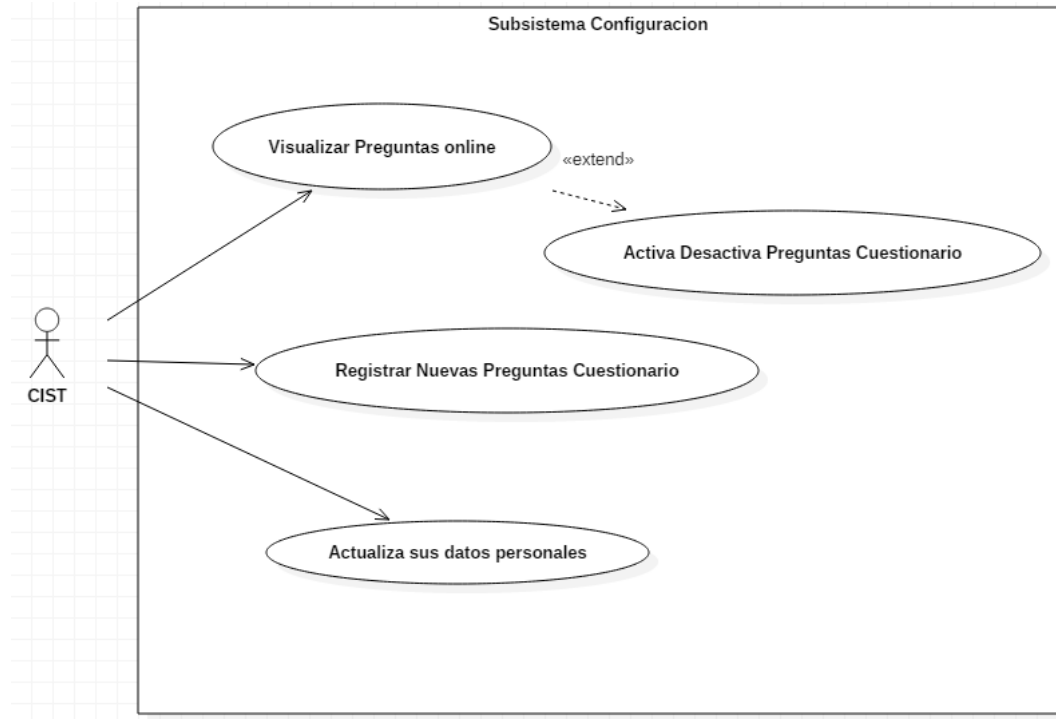 Subsistema Configuracion
Visualizar Preguntas online
«extend»
Activa Desactiva Preguntas Cuestionario
Registrar Nuevas Preguntas Cuestionario
CIST
Actualiza sus datos personales